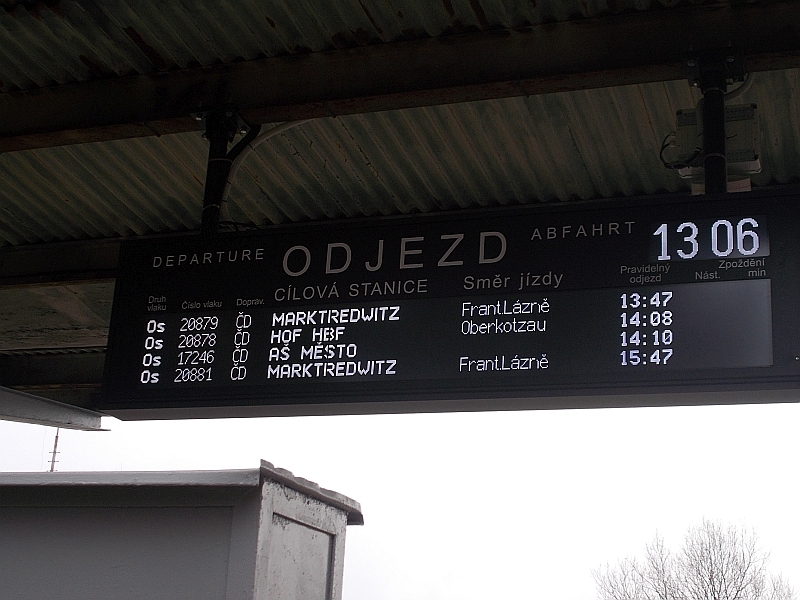 DEPARTURE ODJEZD ABFAHRT 13 06
Druh vlaku Číslo vlaku Doprav. CÍLOVÁ STANICE Směr jízdy Pravidelný odjezd Nást. Zpoždění min
Os 20879 ČD MARKTREDWITZ Frant.Lázně 13:47
Os 20878 ČD HOF HBF Oberkotzau 14:08
Os 17246 ČD AŠ MĚSTO 14:10
Os 20881 ČD MARKTREDWITZ Frant.Lázně 15:47